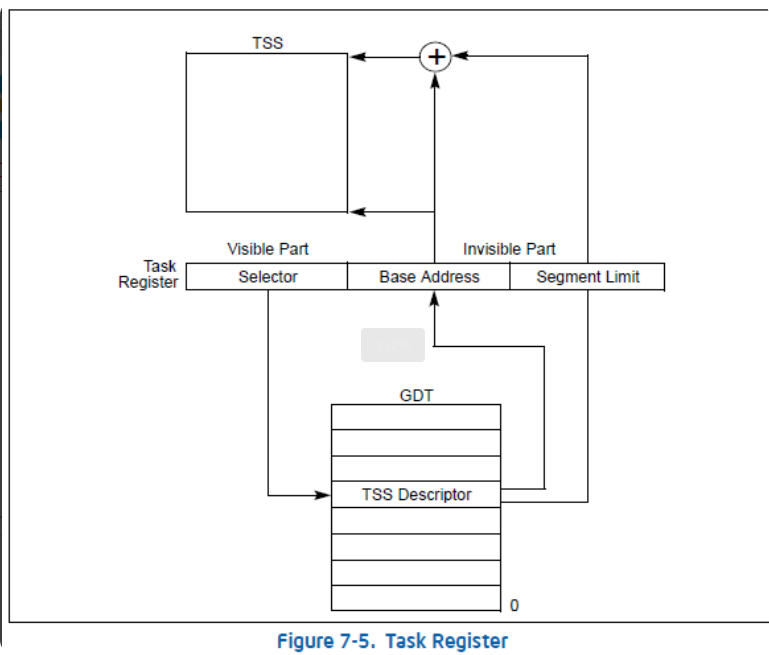 TSS
+
Visible Part
Invisible Part
Task
Register
Selector
Base Address
Segment Limit
GDT
TSS Descriptor
0
Figure 7-5. Task Register